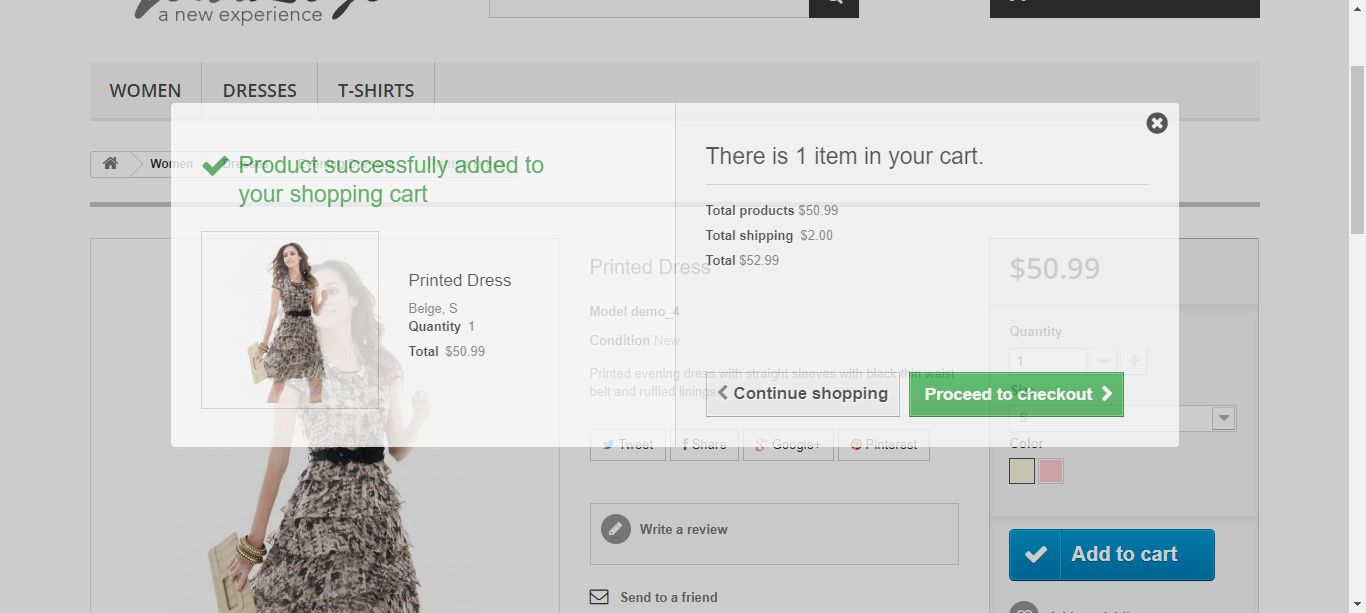 a new experience
WOMEN DRESSES T-SHIRTS
Women
Product successfully added to
your shopping cart
Printed Dress
Beige, S
Quantity 1
Total $50.99
There is 1 item in your cart.
Total products $50.99
Total shipping $2.00
Total $52.99
Continue shopping
Proceed to checkout
Printed Dress
Model demo_4
Condition New
Printed evening dress with straight sleeves with black thin waist
belt and ruffled linings
Tweet Share Google+ Pinterest
Write a review
Send to a friend
$50.99
Quantity
1
S
Color
Add to cart